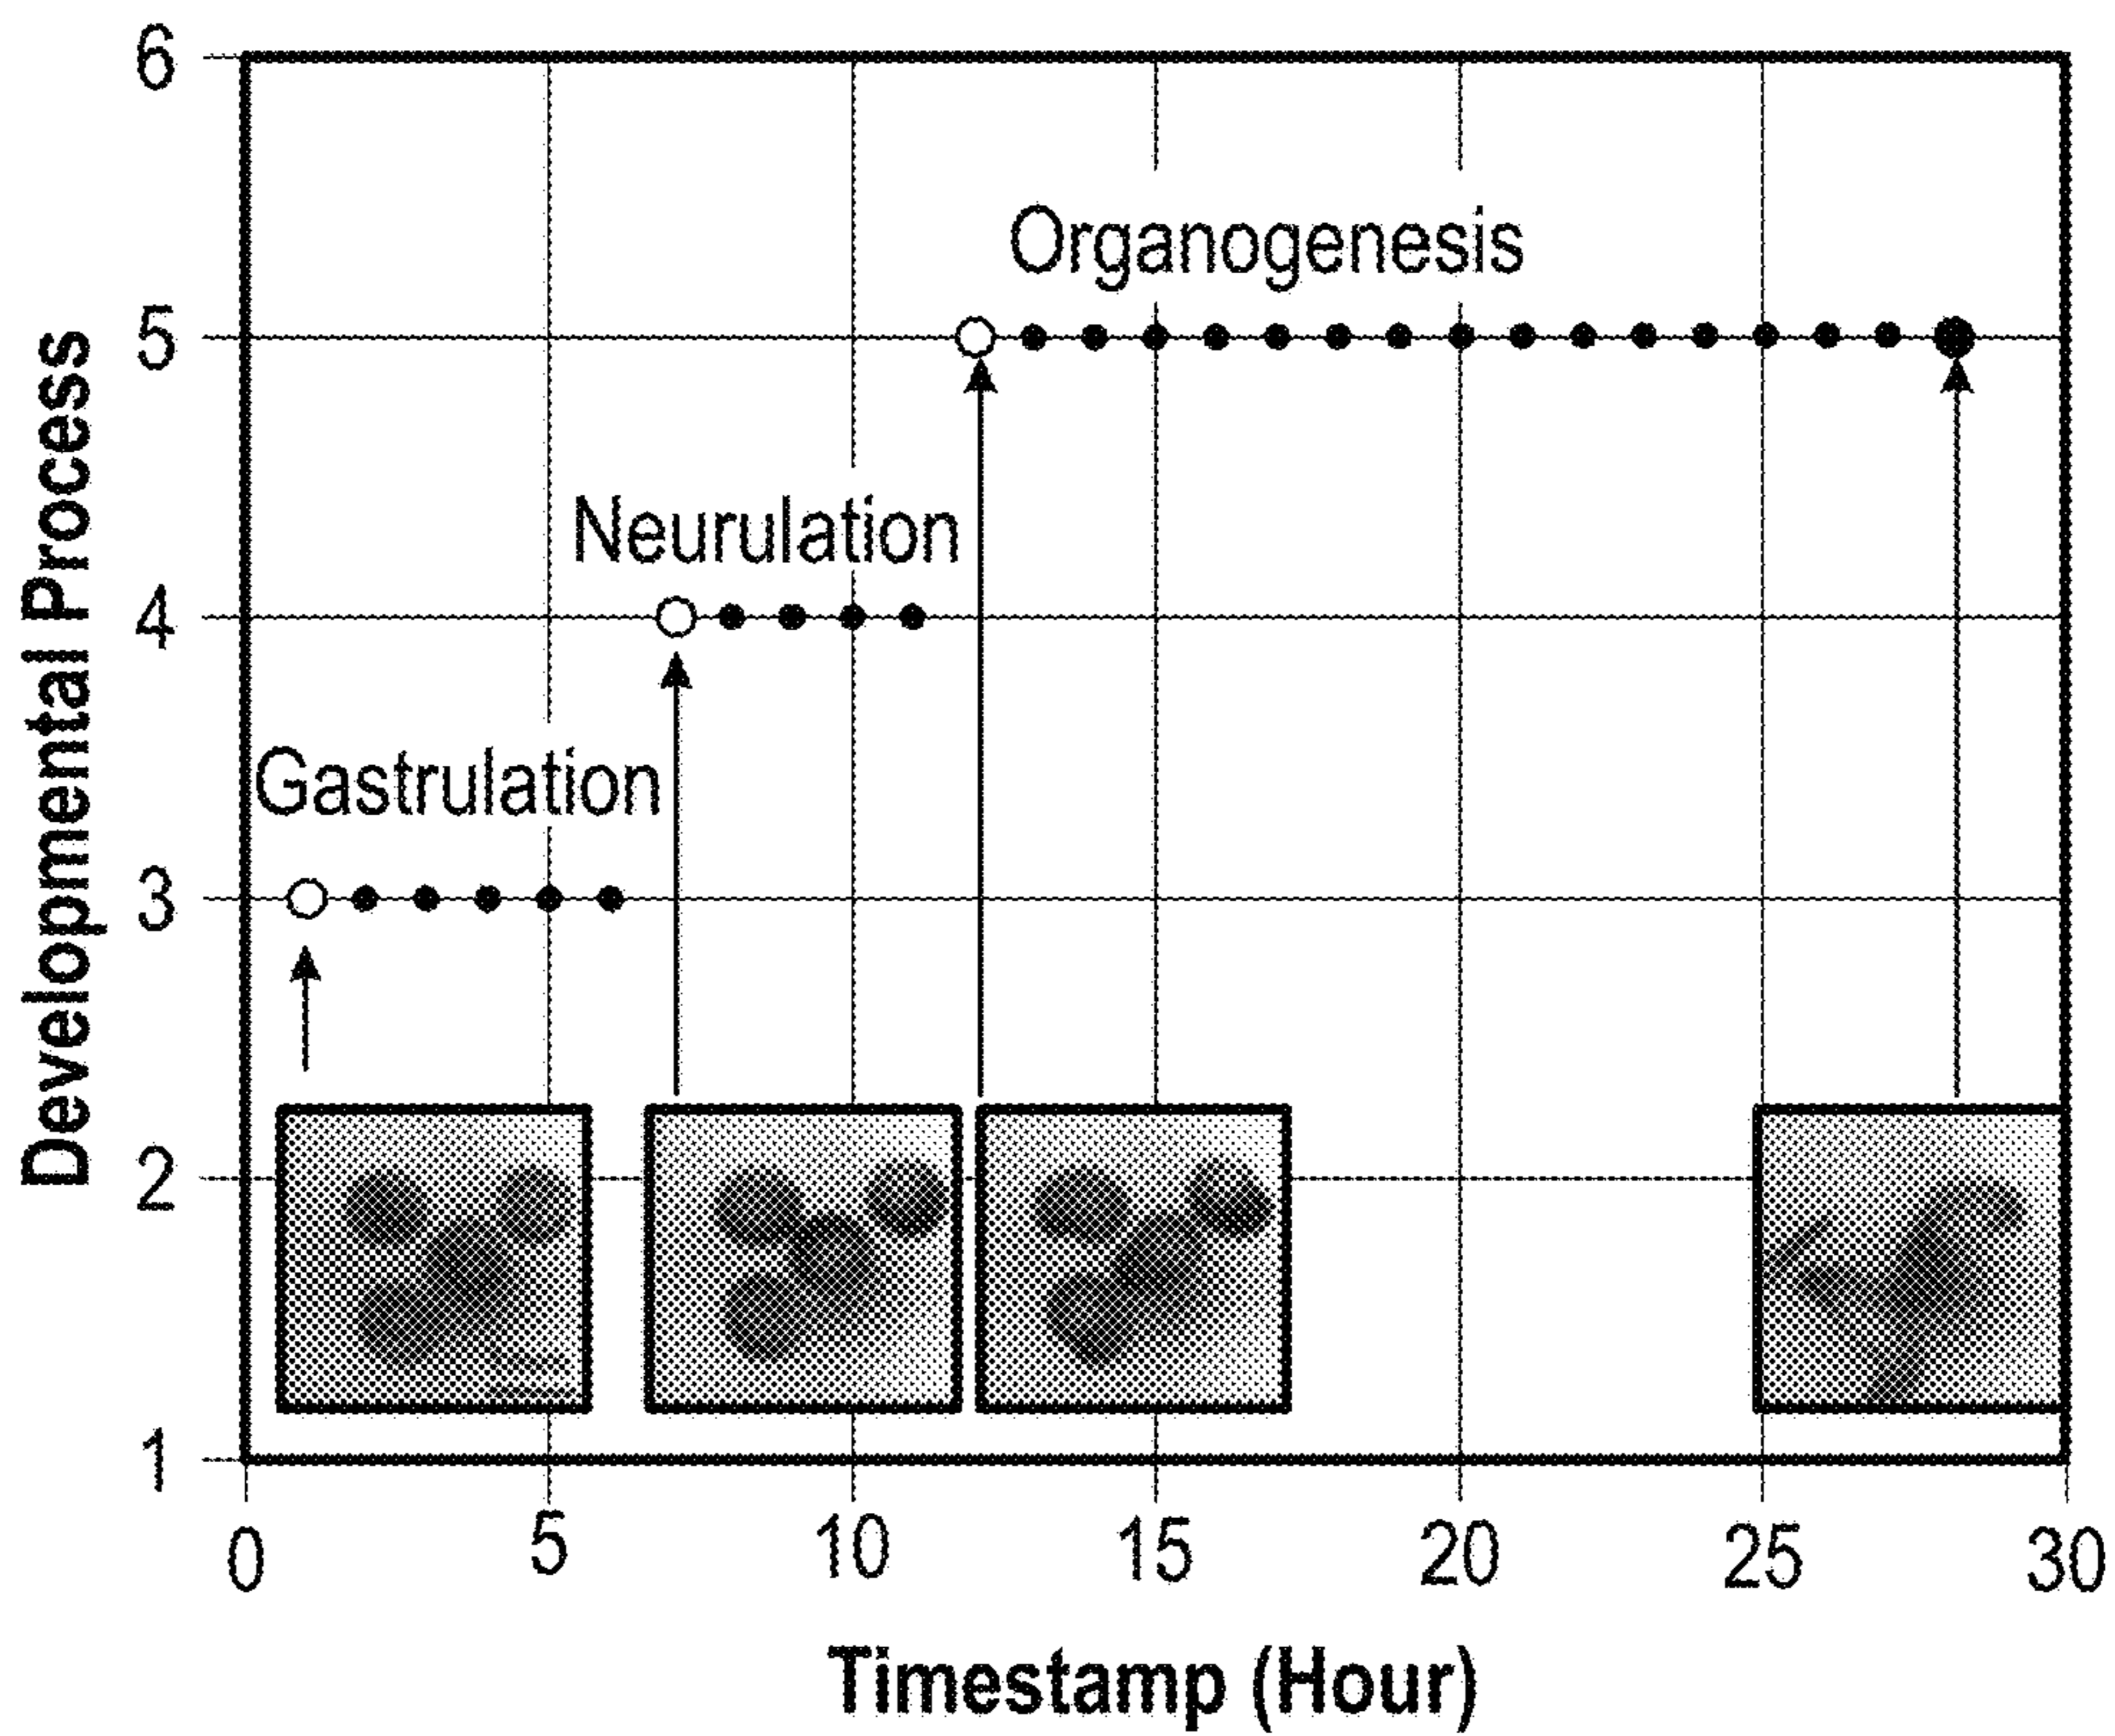 Developmental Process
6
5
4
3
2
1
Organogenesis
Neurulation
Gastrulation
0 5 10 15 20 25 30
Timestamp (Hour)